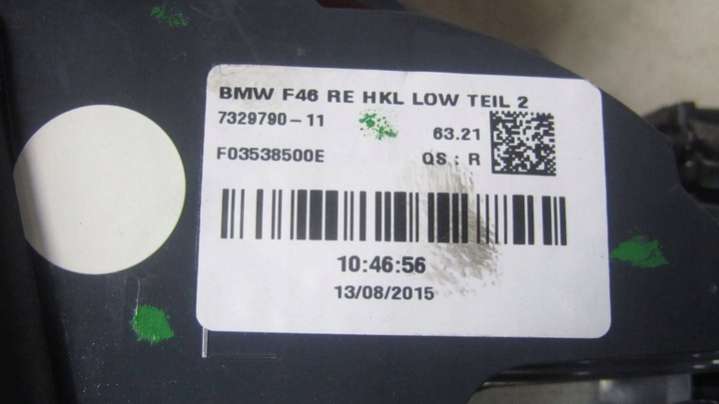 BMW F46 RE HKL LOW TEIL 2
7329790-11
63.21
F03538500E
QS : R
10:46:56
13/08/2015